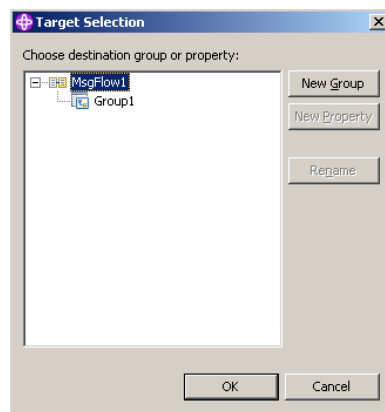 Target Selection
Choose destination group or property:
MsgFlow1
Group1
New Group
New Property
Rename
OK
Cancel